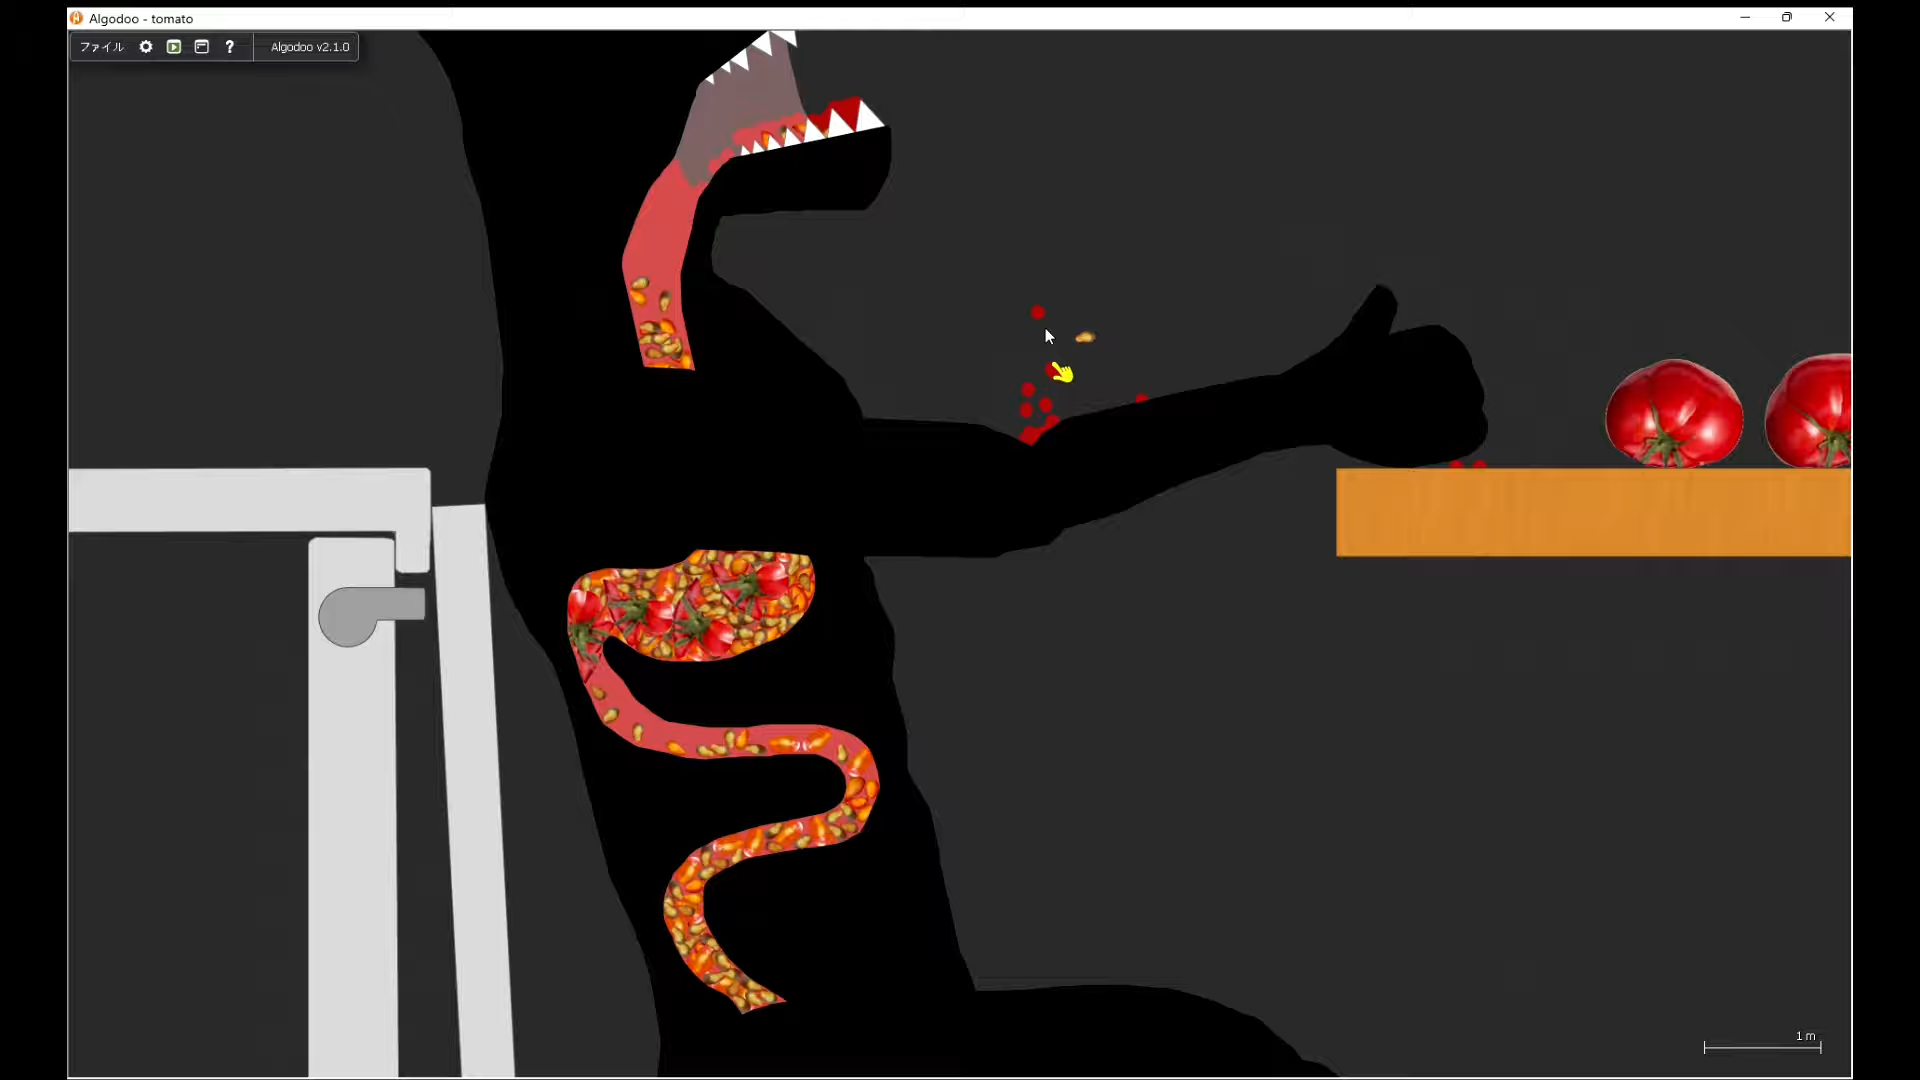 Algodoo - tomato
ファイル ? Algodoo v2.1.0
1 m